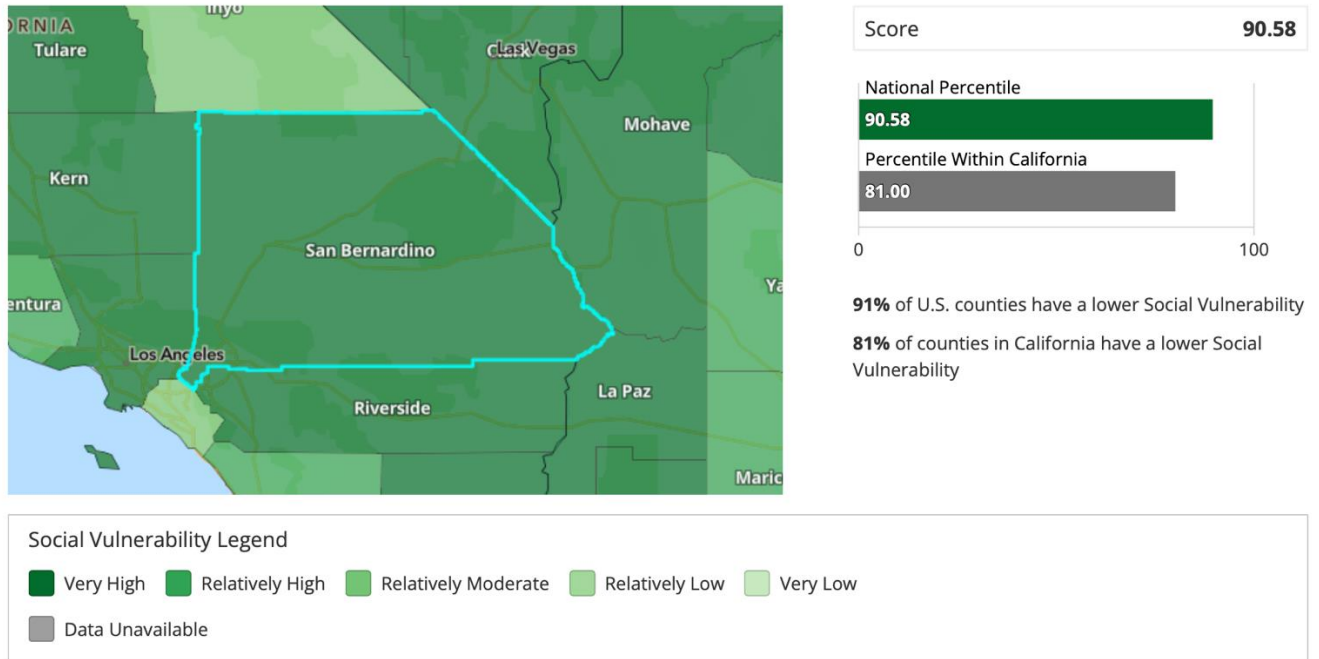 Inyo
ORNIA
Tulare
Clark
Las Vegas
Mohave
Kern
San Bernardino
entura
Ya
Los Angeles
La Paz
Riverside
Maric
Score 90.58
National Percentile
90.58
Percentile Within California
81.00
0 100
91% of U.S. counties have a lower Social Vulnerability
81% of counties in California have a lower Social
Vulnerability
Social Vulnerability Legend
Very High Relatively High Relatively Moderate Relatively Low Very Low
Data Unavailable